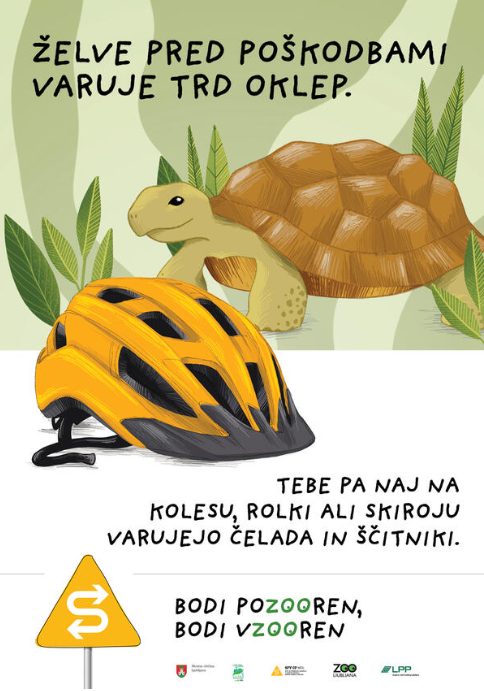 ŽELVE PRED POŠKODBAMI
VARUJE TRD OKLEP.
TEBE PA NAJ NA
KOLESU, ROLKI ALI SKIROJU
VARUJEJO ČELADA IN ŠČITNIKI.
BODI POZOOREN,
BODI VZOOREN
ZOO
LJUBLJANA
LPP